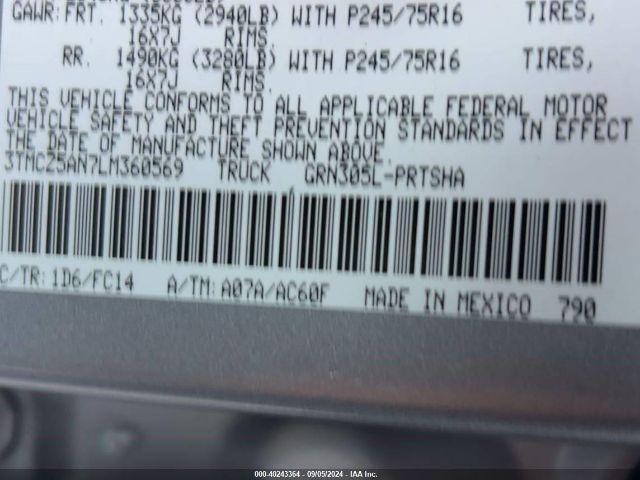 GAWR: FRT. 1335KG (2940LB) WITH P245/75R16 TIRES,
16X7J RIMS.
RR. 1490KG (3280LB) WITH P245/75R16 TIRES,
16X7J RIMS.
THIS VEHICLE CONFORMS TO ALL APPLICABLE FEDERAL MOTOR
VEHICLE SAFETY AND THEFT PREVENTION STANDARDS IN EFFECT
THE DATE OF MANUFACTURE SHOWN ABOVE.
3TMCZ5AN7LM360569 TRUCK GRN305L-PRTSHA
C/TR: 1D6/FC14 A/TM: A07A/AC60F MADE IN MEXICO 790
000-40243364 - 09/05/2024 - IAA Inc.